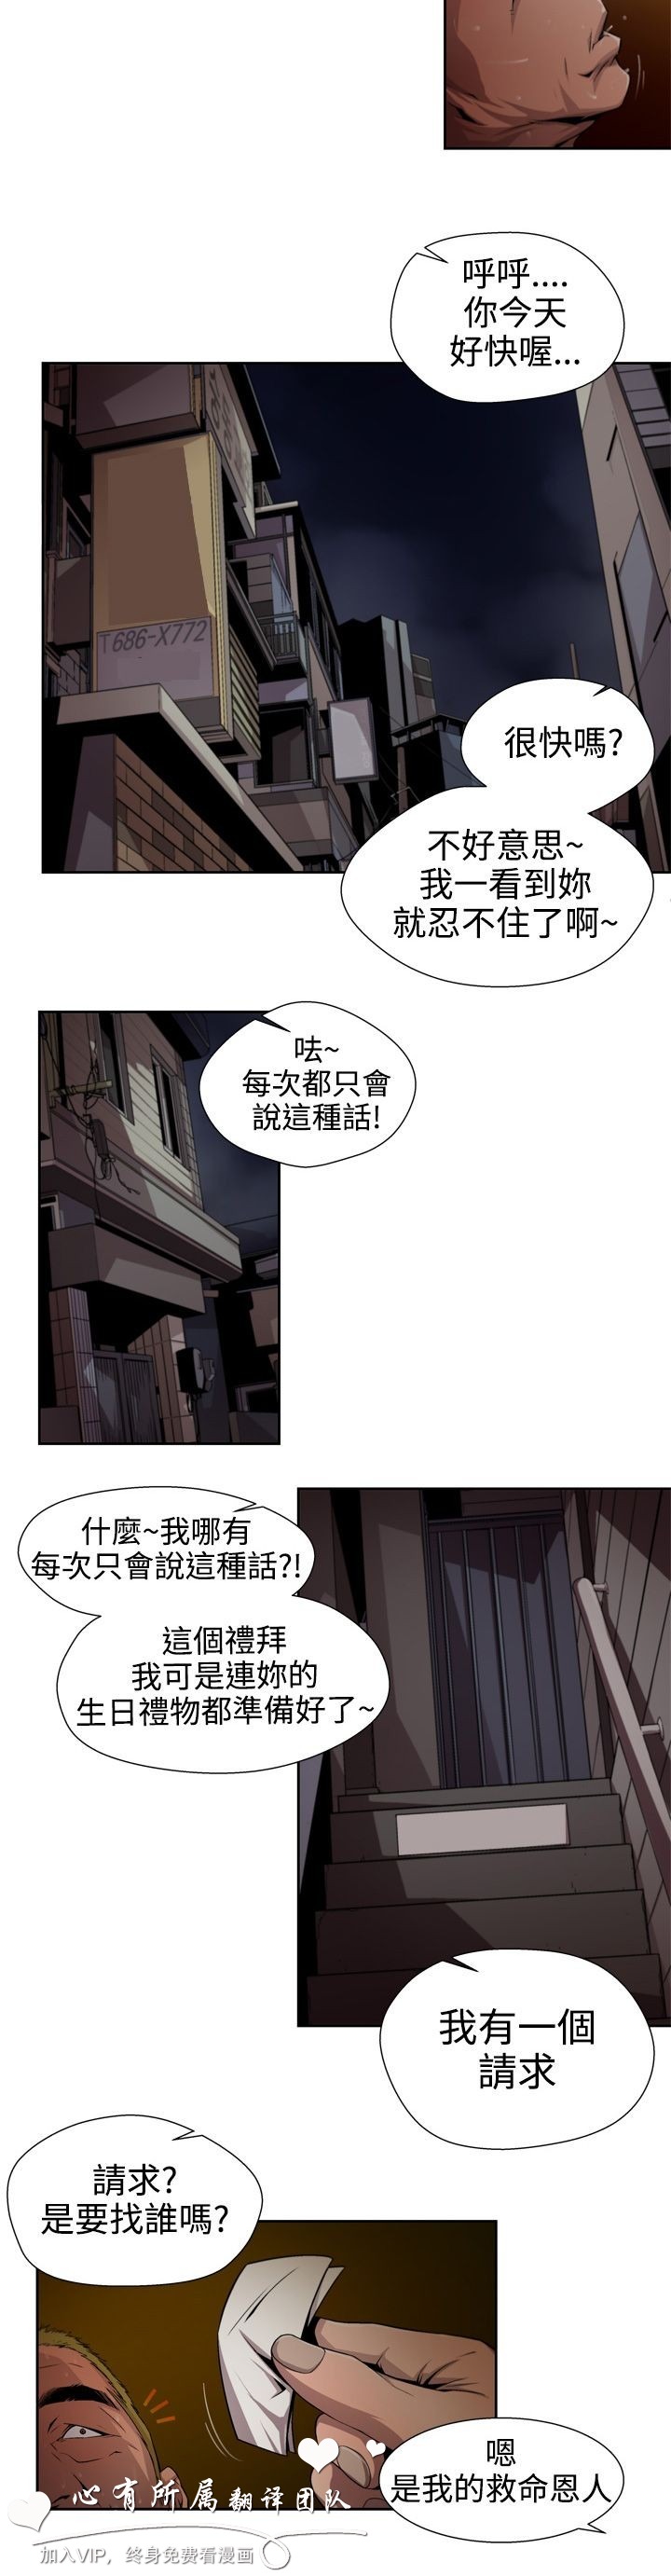 呼呼....
你今天
好快喔...
T686-X772
很快嗎?
不好意思~
我一看到妳
就忍不住了啊~
呿~
每次都只會
說這種話!
什麼~我哪有
每次只會說這種話?!
這個禮拜
我可是連妳的
生日禮物都準備好了~
我有一個
請求
請求?
是要找誰嗎?
嗯
是我的救命恩人
心有所属翻译团队
加入VIP，终身免费看漫画